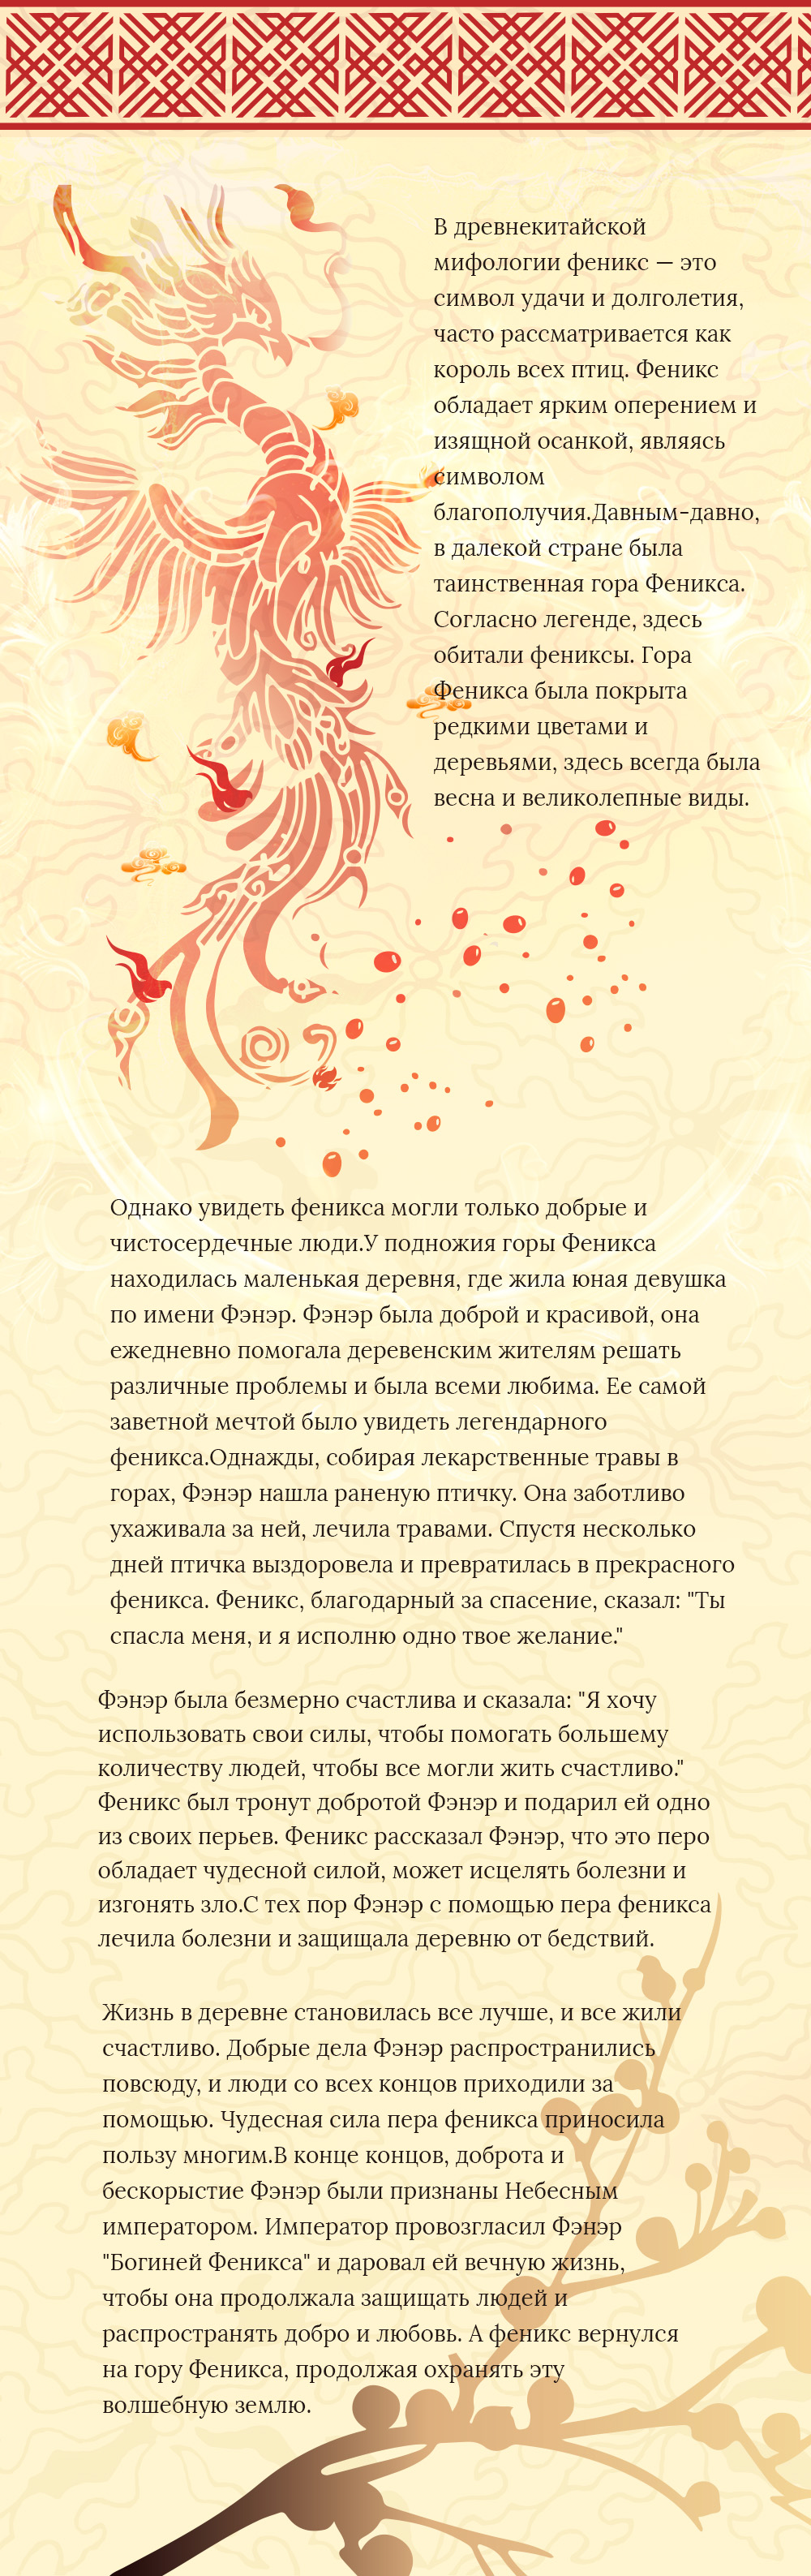 В древнекитайской
мифологии феникс — это
символ удачи и долголетия,
часто рассматривается как
король всех птиц. Феникс
обладает ярким оперением и
изящной осанкой, являясь
символом
благополучия.Давным-давно,
в далекой стране была
таинственная гора Феникса.
Согласно легенде, здесь
обитали фениксы. Гора
Феникса была покрыта
редкими цветами и
деревьями, здесь всегда была
весна и великолепные виды.
Однако увидеть феникса могли только добрые и
чистосердечные люди.У подножия горы Феникса
находилась маленькая деревня, где жила юная девушка
по имени Фэнэр. Фэнэр была доброй и красивой, она
ежедневно помогала деревенским жителям решать
различные проблемы и была всеми любима. Ее самой
заветной мечтой было увидеть легендарного
феникса.Однажды, собирая лекарственные травы в
горах, Фэнэр нашла раненую птичку. Она заботливо
ухаживала за ней, лечила травами. Спустя несколько
дней птичка выздоровела и превратилась в прекрасного
феникса. Феникс, благодарный за спасение, сказал: "Ты
спасла меня, и я исполню одно твое желание."
Фэнэр была безмерно счастлива и сказала: "Я хочу
использовать свои силы, чтобы помогать большему
количеству людей, чтобы все могли жить счастливо."
Феникс был тронут добротой Фэнэр и подарил ей одно
из своих перьев. Феникс рассказал Фэнэр, что это перо
обладает чудесной силой, может исцелять болезни и
изгонять зло.С тех пор Фэнэр с помощью пера феникса
лечила болезни и защищала деревню от бедствий.
Жизнь в деревне становилась все лучше, и все жили
счастливо. Добрые дела Фэнэр распространились
повсюду, и люди со всех концов приходили за
помощью. Чудесная сила пера феникса приносила
пользу многим.В конце концов, доброта и
бескорыстие Фэнэр были признаны Небесным
императором. Император провозгласил Фэнэр
"Богиней Феникса" и даровал ей вечную жизнь,
чтобы она продолжала защищать людей и
распространять добро и любовь. А феникс вернулся
на гору Феникса, продолжая охранять эту
волшебную землю.